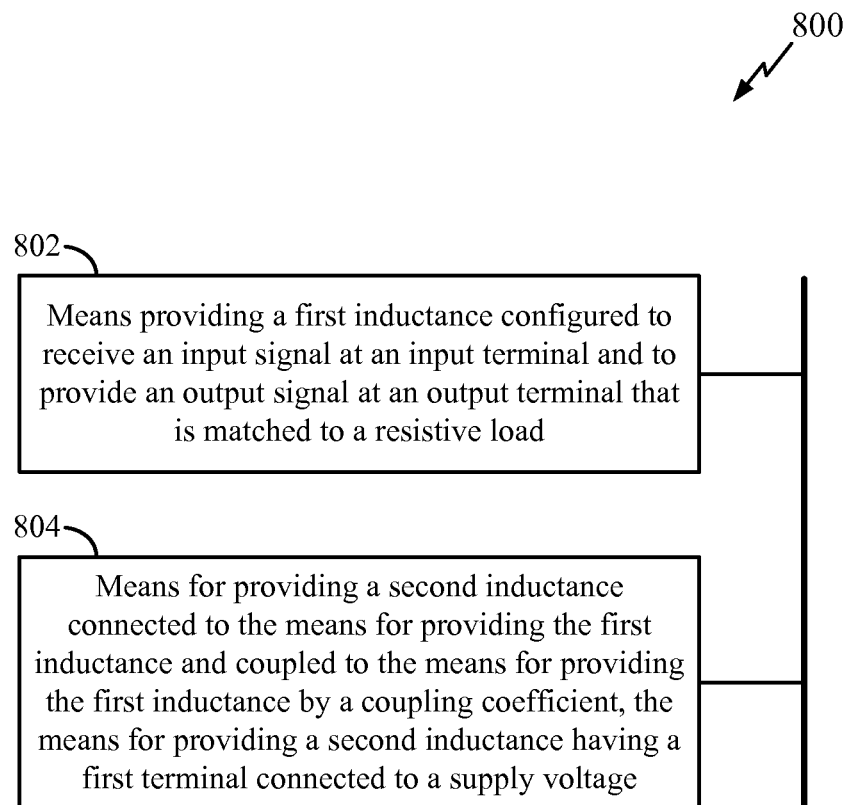 800
802
Means providing a first inductance configured to
receive an input signal at an input terminal and to
provide an output signal at an output terminal that
is matched to a resistive load
804
Means for providing a second inductance
connected to the means for providing the first
inductance and coupled to the means for providing
the first inductance by a coupling coefficient, the
means for providing a second inductance having a
first terminal connected to a supply voltage